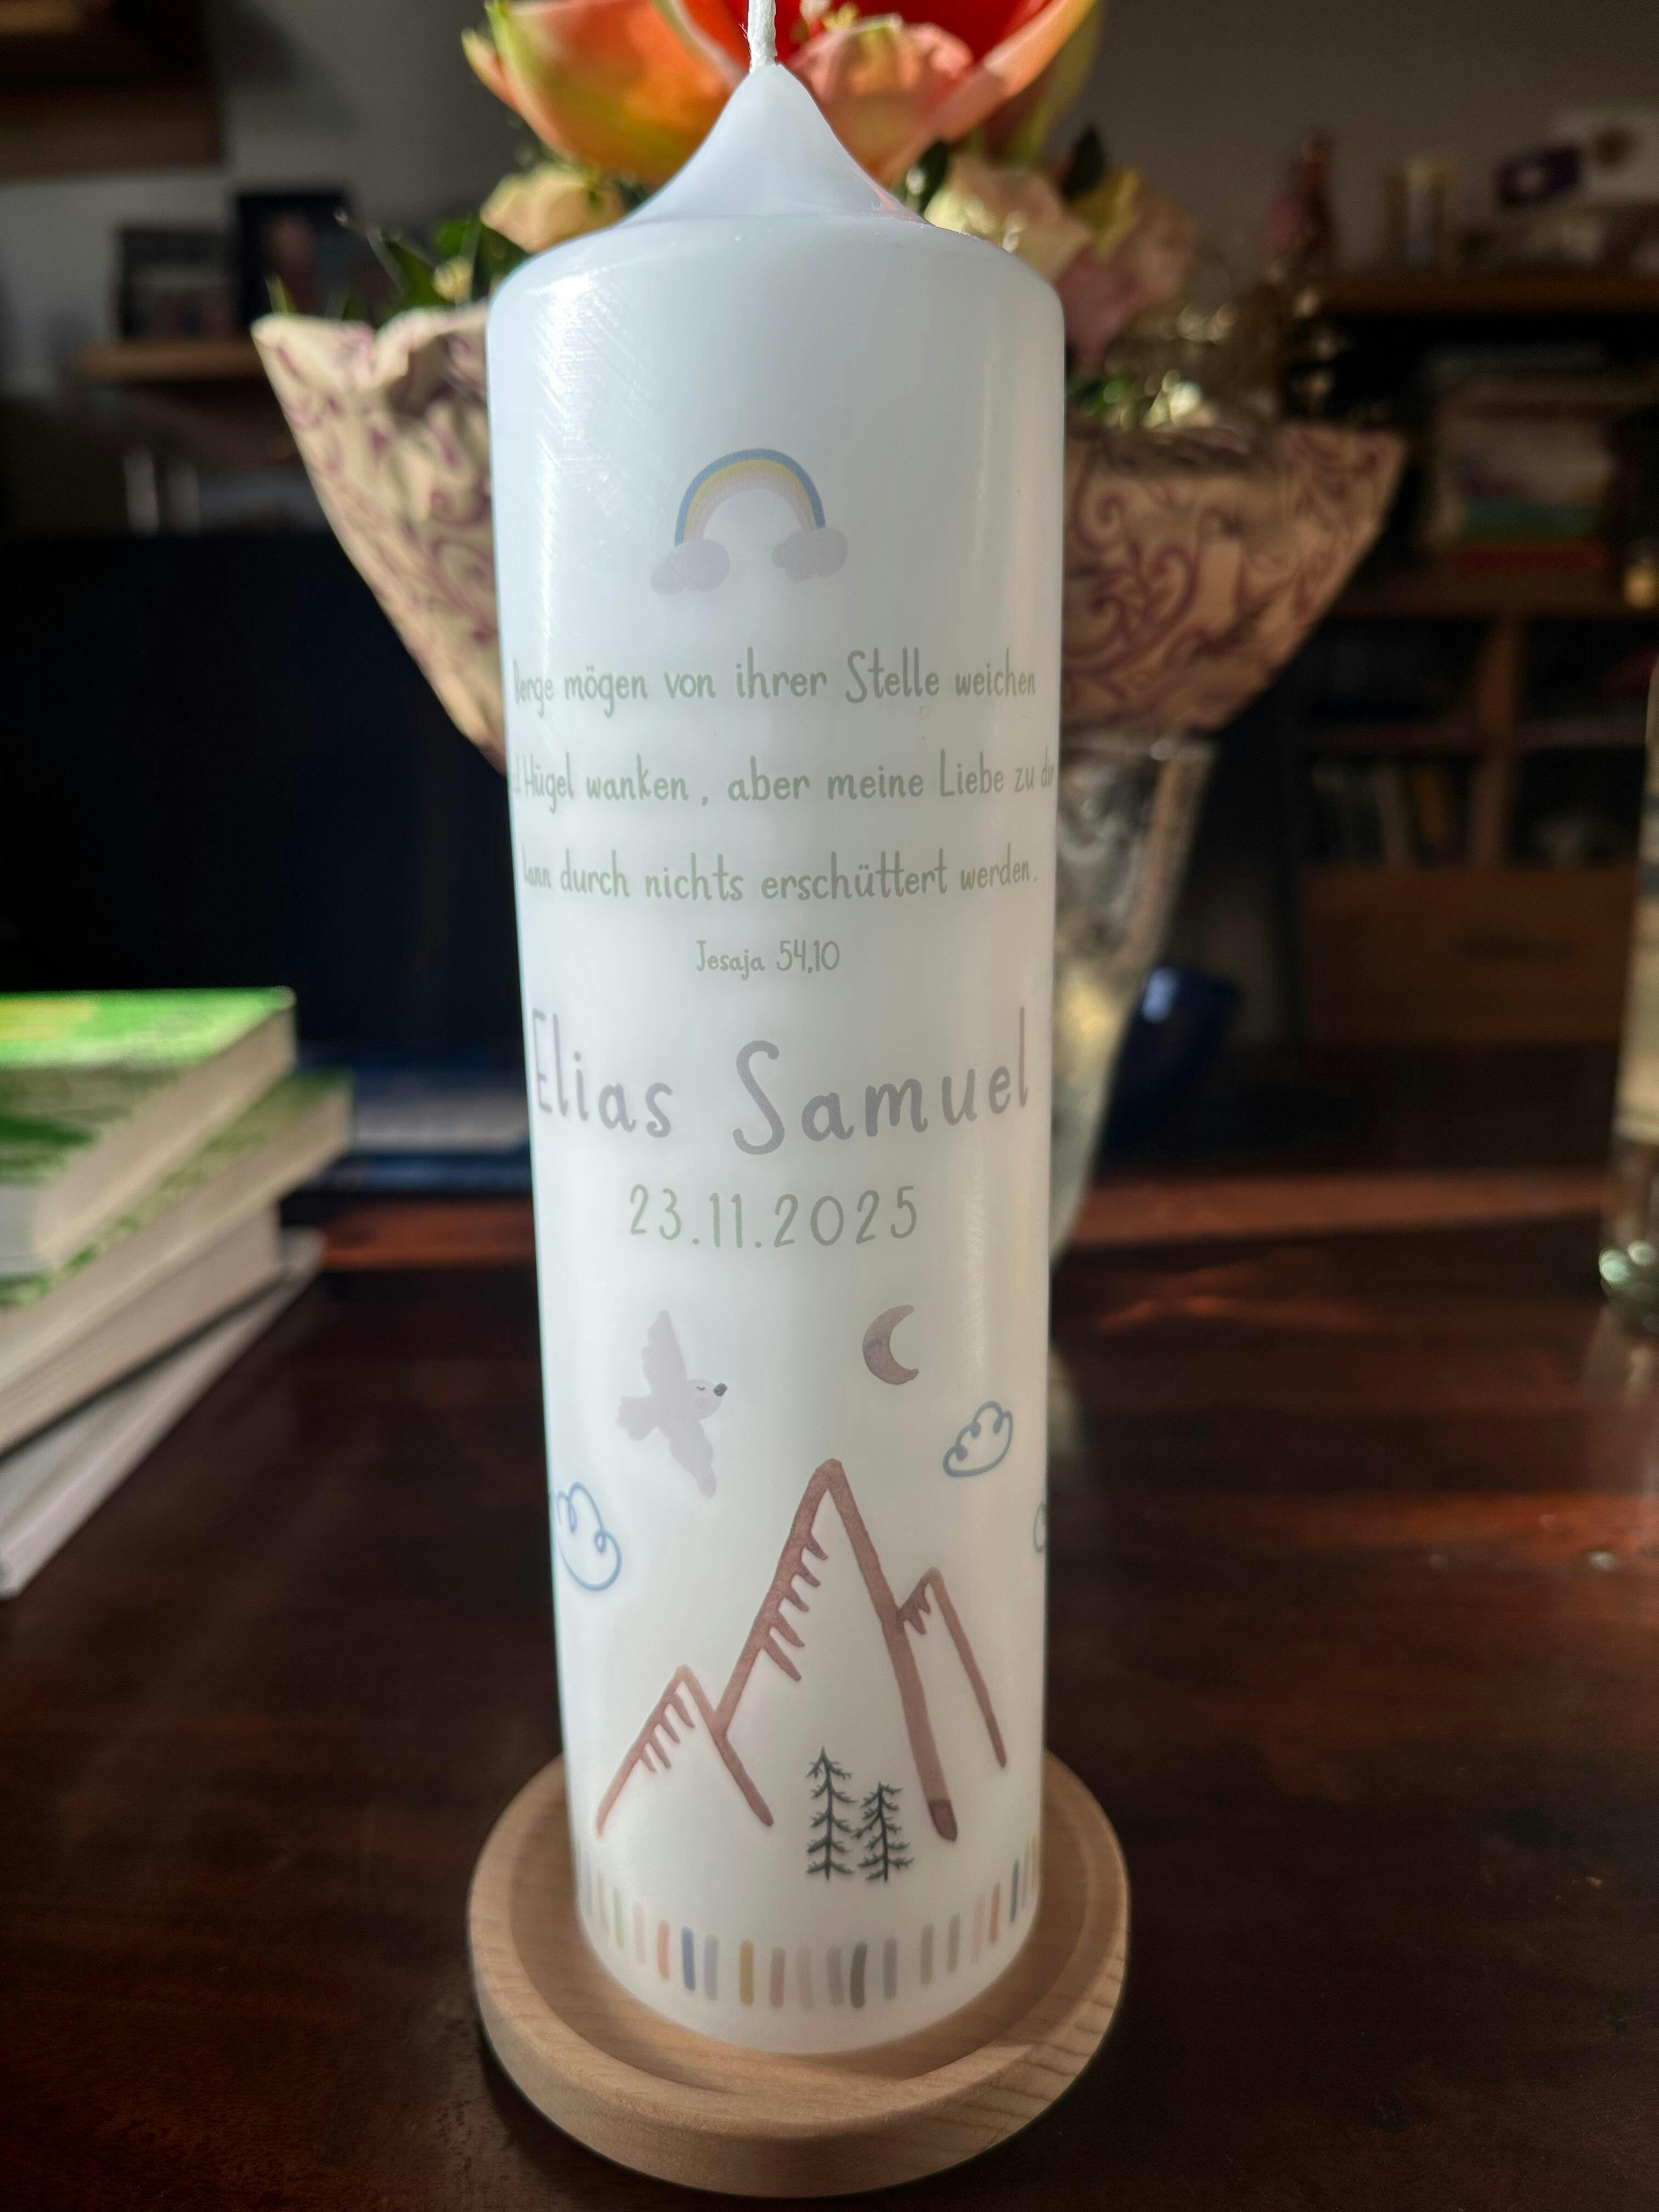 Berge mögen von ihrer Stelle weichen
Hügel wanken, aber meine Liebe zu dir
kann durch nichts erschüttert werden.
Jesaja 54,10
Elias Samuel
23.11.2025